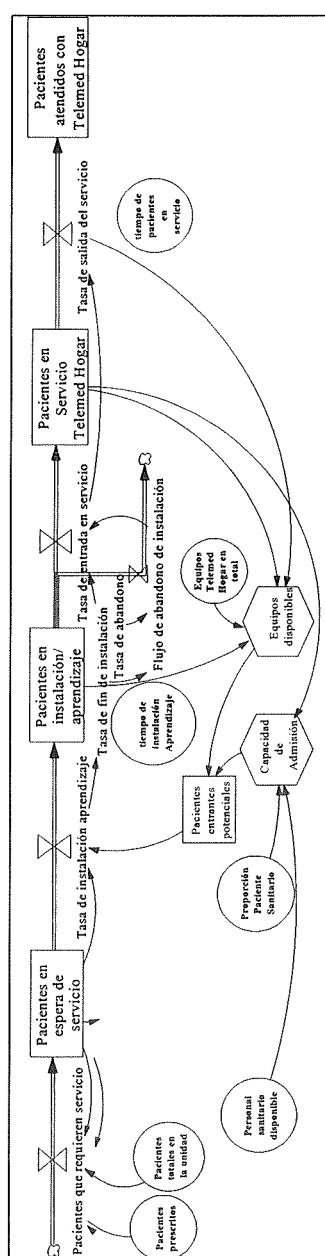 Pacientes
atendidos con
Telemed Hogar
Tasa de salida del servicio
tiempo de
pacientes
en
servicio
Pacientes en
Servicio
Telemed Hogar
Tasa de entrada en servicio
Tasa de abandono
Flujo de abandono de instalación
Tasa de fin de instalación
Equipos
Telemed
Hogar en
total
Equipos
disponibles
Pacientes en
instalación/
aprendizaje
tiempo de
instalación
Aprendizaje
Tasa de instalación aprendizaje
Pacientes
entrantes
potenciales
Capacidad
de
Admisión
Proporción
Paciente
Sanitario
Pacientes en
espera de
servicio
Personal
sanitario
disponible
Pacientes que requieren servicio
Pacientes
totales en
la unidad
Pacientes
prescritos